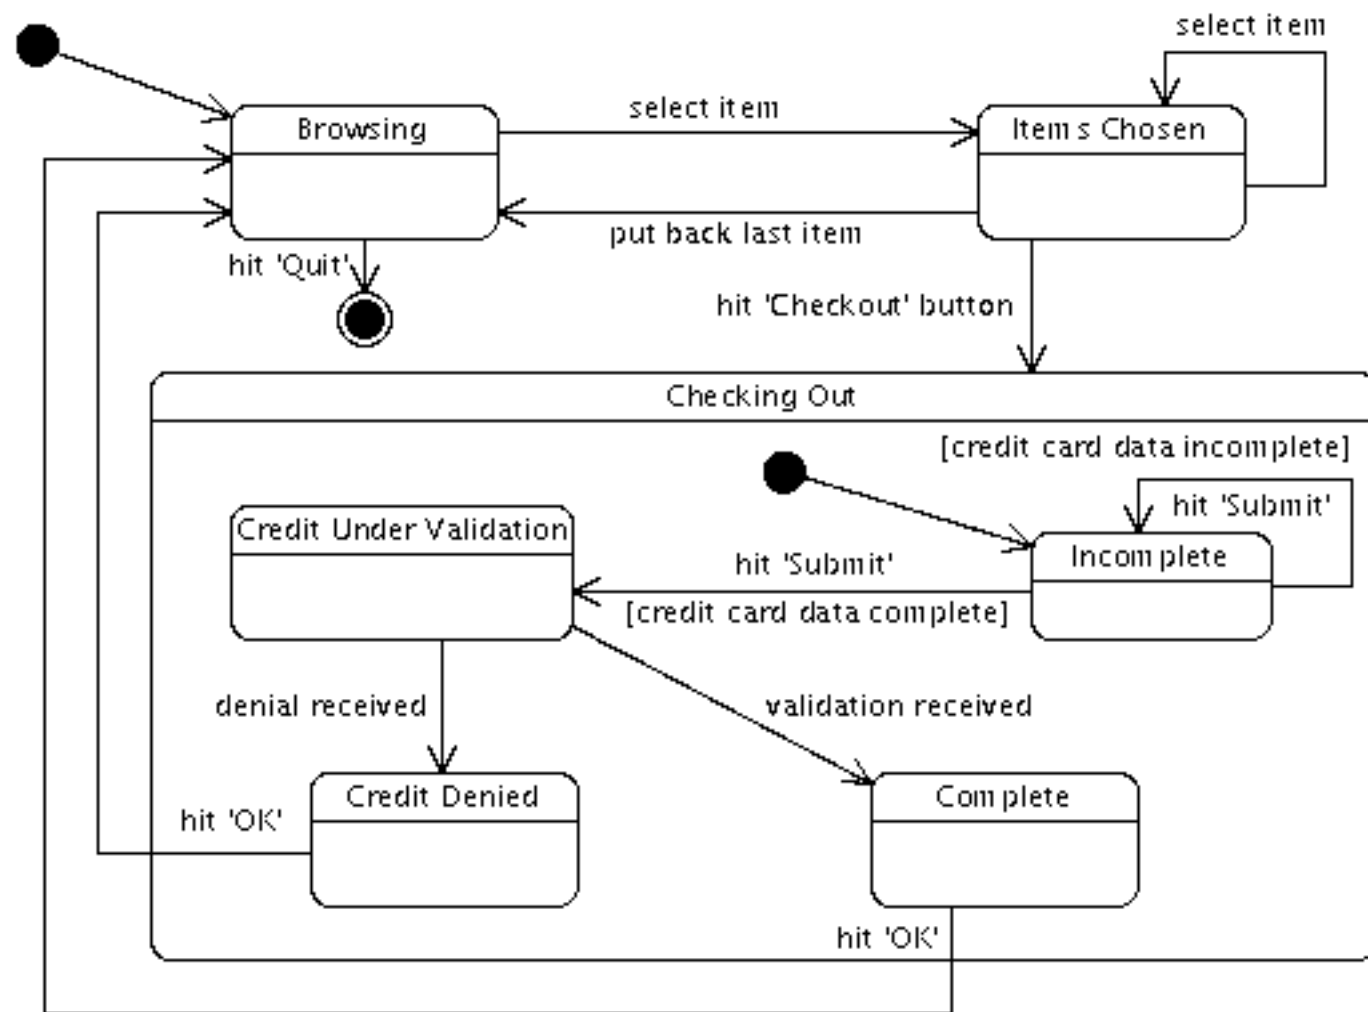 select item
select item
Browsing
Items Chosen
put back last item
hit 'Quit'
hit 'Checkout' button
Checking Out
[credit card data incomplete]
hit 'Submit'
Credit Under Validation
Incomplete
hit 'Submit'
[credit card data complete]
denial received
validation received
Credit Denied
Complete
hit 'OK'
hit 'OK'